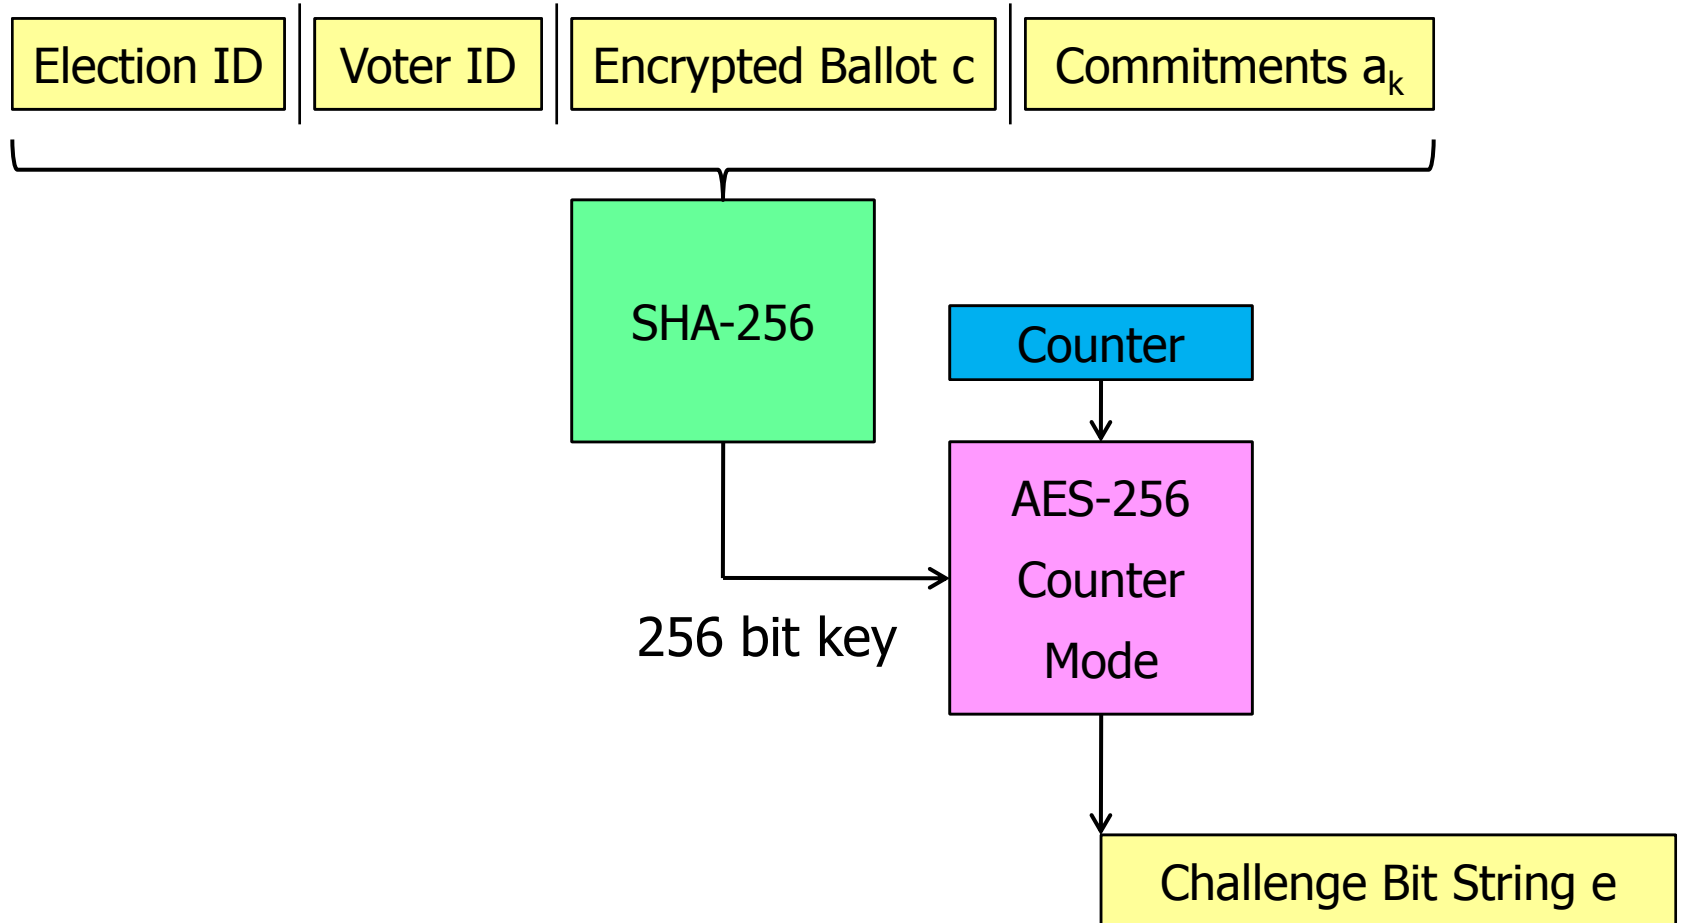 Election ID
Voter ID
Encrypted Ballot c
Commitments aₖ
SHA-256
Counter
AES-256
Counter
Mode
256 bit key
Challenge Bit String e